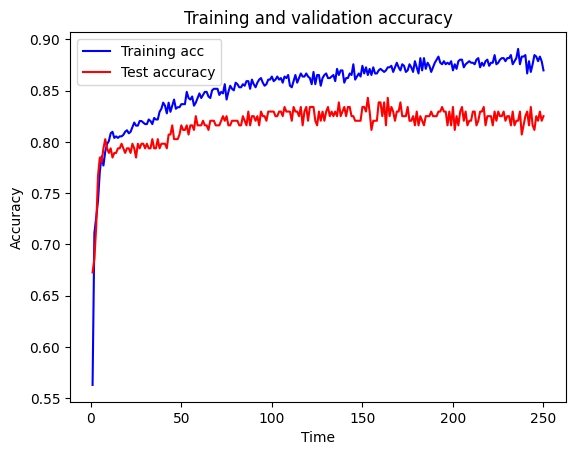 Training and validation accuracy
Training acc
Test accuracy
Accuracy
0.90
0.85
0.80
0.75
0.70
0.65
0.60
0.55
0
50
100
150
200
250
Time